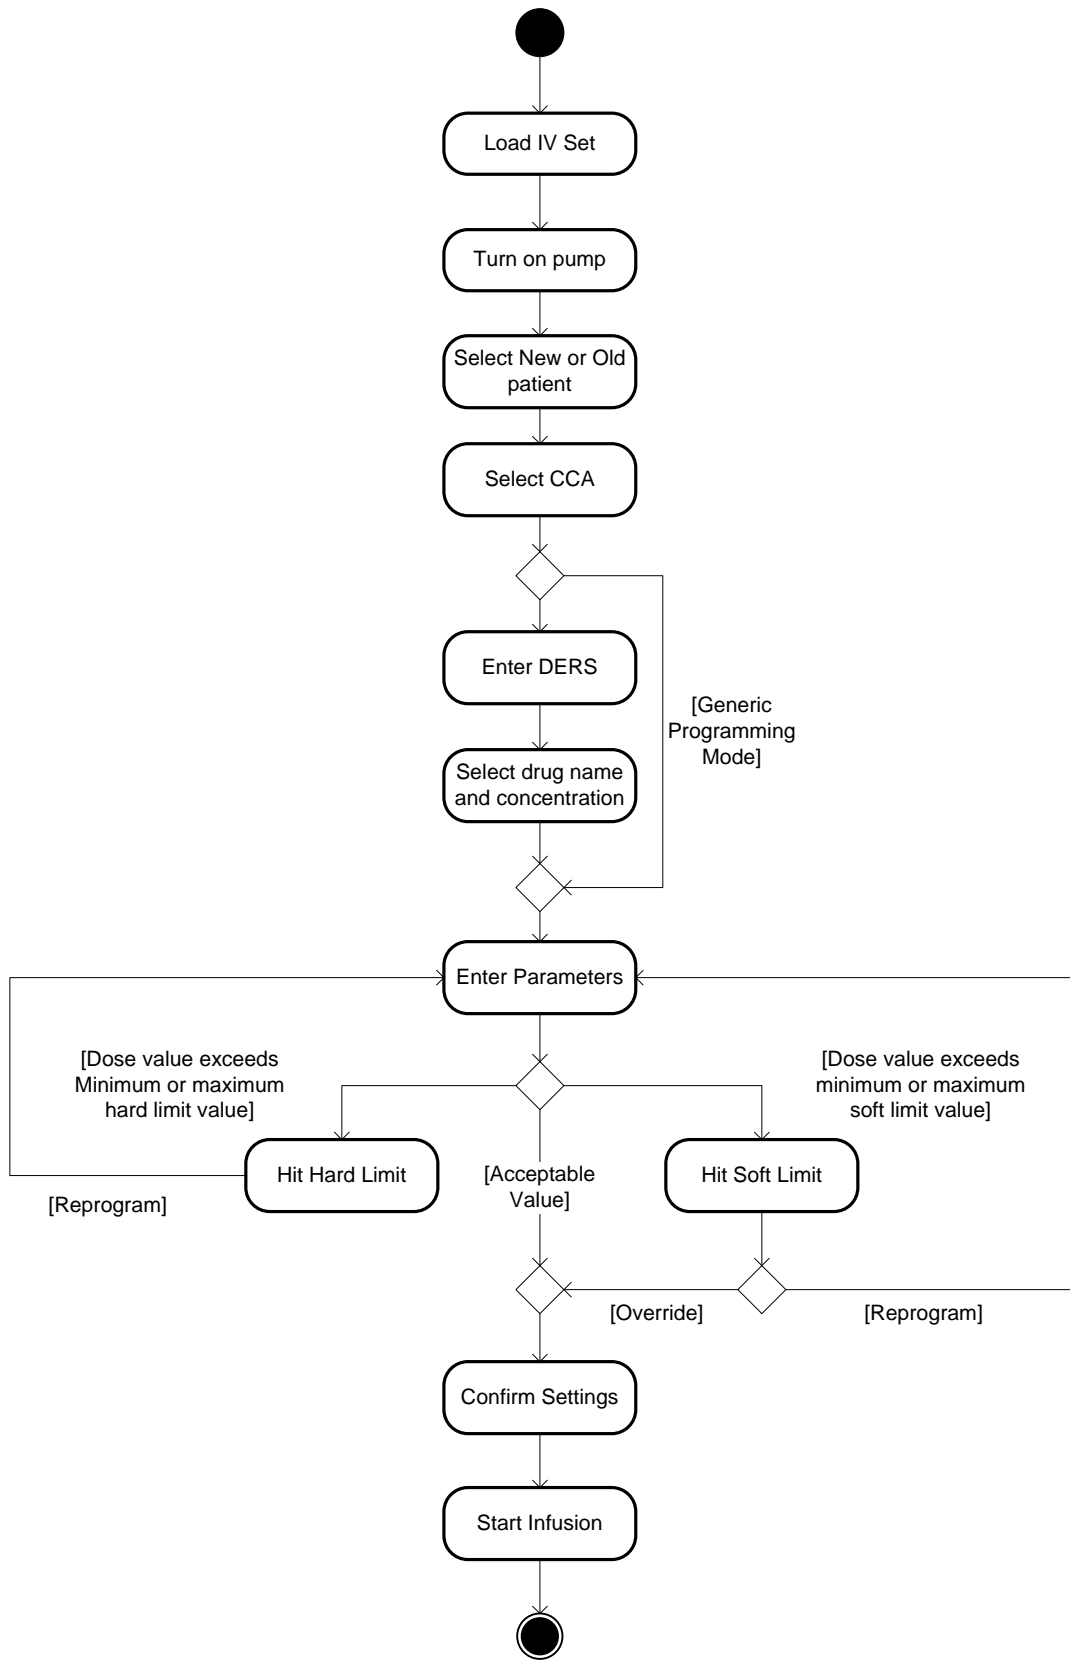 Load IV Set
Turn on pump
Select New or Old
patient
Select CCA
Enter DERS
[Generic
Programming
Mode]
Select drug name
and concentration
Enter Parameters
[Dose value exceeds
Minimum or maximum
hard limit value]
[Dose value exceeds
minimum or maximum
soft limit value]
Hit Hard Limit
[Acceptable
Value]
Hit Soft Limit
[Reprogram]
[Override]
[Reprogram]
Confirm Settings
Start Infusion